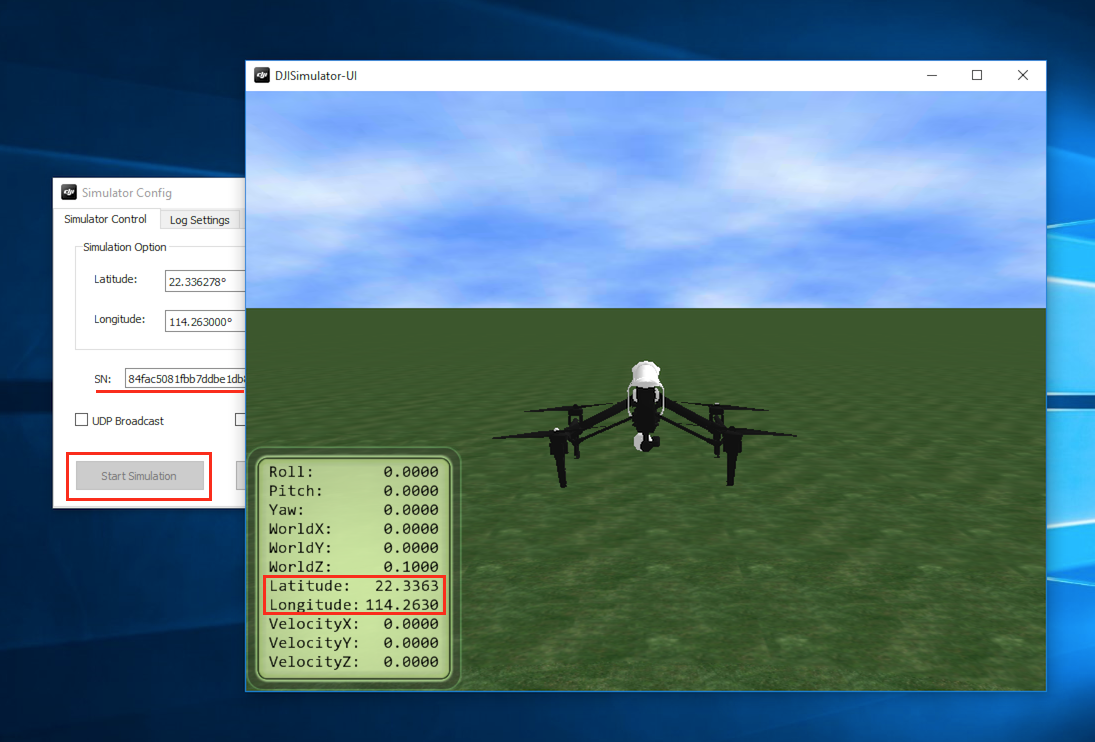 DJISimulator-UI
Simulator Config
Simulator Control
Log Settings
Simulation Option
Latitude:
22.336278°
Longitude:
114.263000°
SN:
84fac5081fbb7ddbe1db
UDP Broadcast
Start Simulation
Roll: 0.0000
Pitch: 0.0000
Yaw: 0.0000
WorldX: 0.0000
WorldY: 0.0000
WorldZ: 0.1000
Latitude: 22.3363
Longitude: 114.2630
VelocityX: 0.0000
VelocityY: 0.0000
VelocityZ: 0.0000